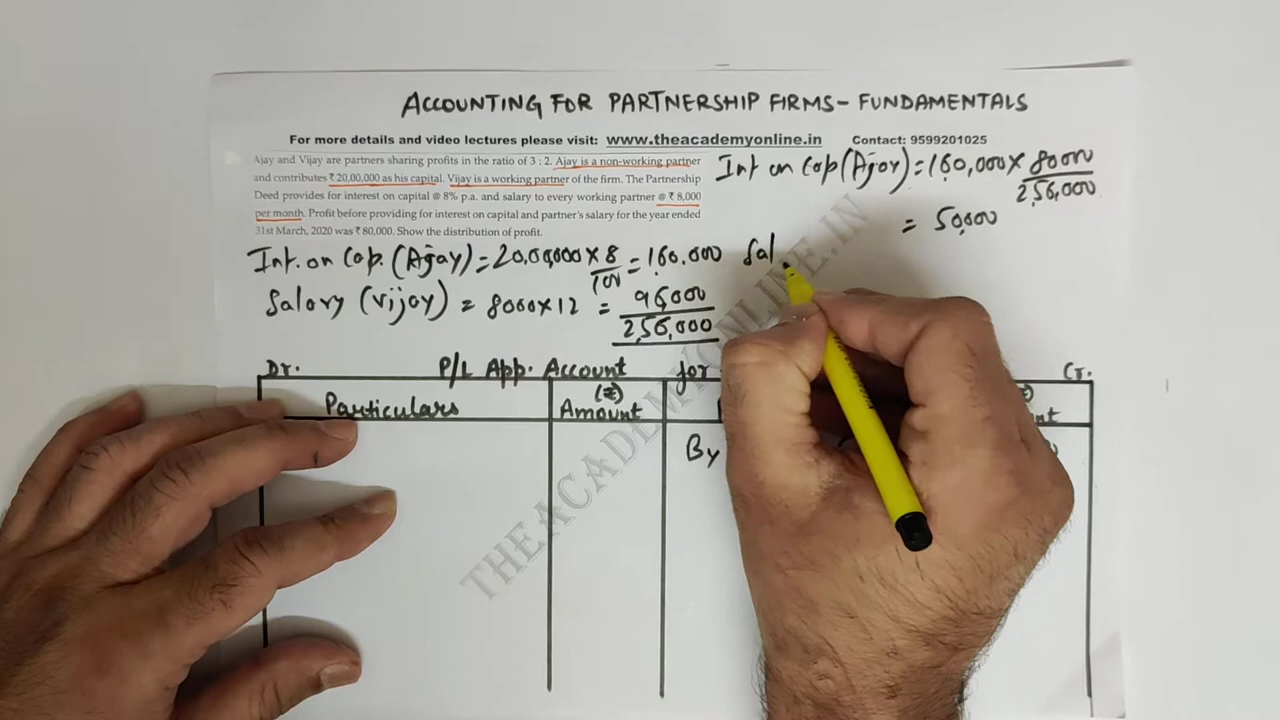 ACCOUNTING FOR PARTNERSHIP FIRMS- FUNDAMENTALS
For more details and video lectures please visit: www.theacademyonline.in Contact: 9599201025
Ajay and Vijay are partners sharing profits in the ratio of 3 : 2. Ajay is a non-working partner
and contributes ₹ 20,00,000 as his capital. Vijay is a working partner of the firm. The Partnership
Deed provides for interest on capital @ 8% p.a. and salary to every working partner @ ₹ 8,000
per month. Profit before providing for interest on capital and partner's salary for the year ended
31st March, 2020 was ₹ 80,000. Show the distribution of profit.
Int on Cap (Ajay) = 160,000 × 80000/256,000
= 50,000
Int. on Cap. (Ajay) = 20,00,000 × 8/100 = 160,000
Sal
Salary (Vijay) = 8000×12 = 96,000
2,56,000
Dr. P/L App. Account for Cr.
Particulars (₹) Amount
By
THEACADEMYONLINE.IN